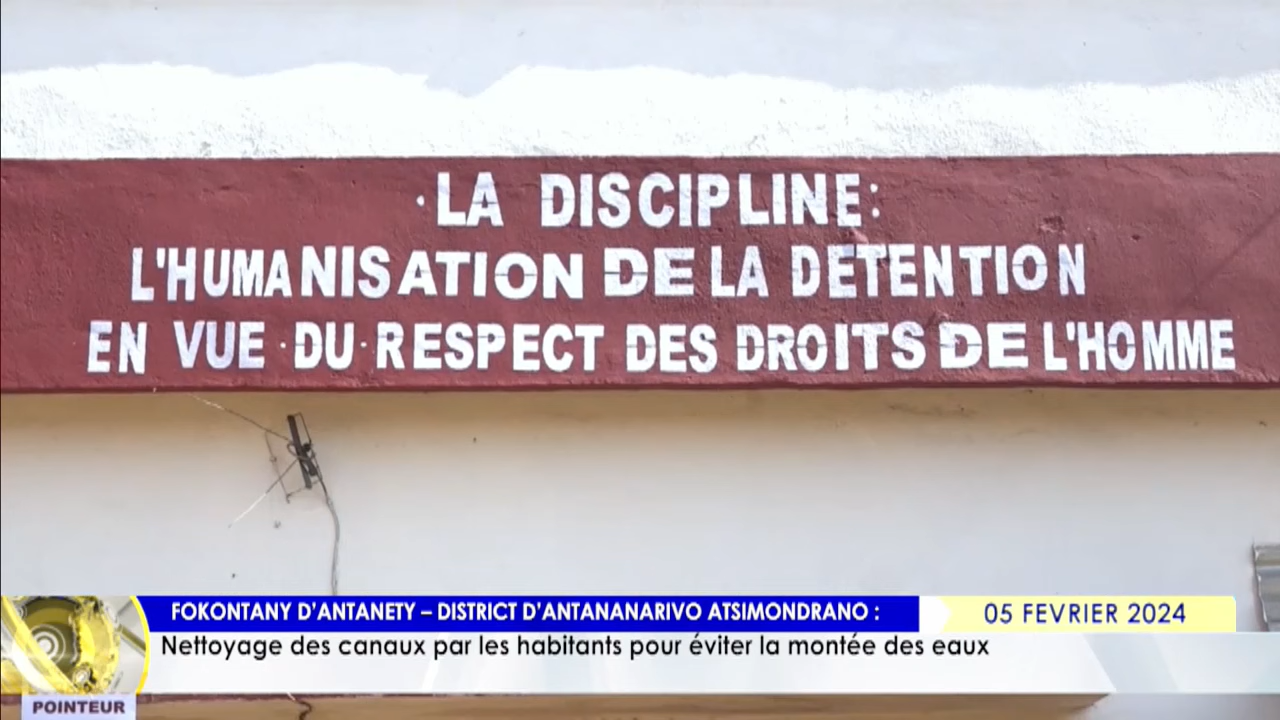 ·LA DISCIPLINE:
L'HUMANISATION DE LA DETENTION
EN VUE ·DU· RESPECT DES DROITS DE L'HOMME
FOKONTANY D'ANTANETY – DISTRICT D'ANTANANARIVO ATSIMONDRANO :
05 FEVRIER 2024
Nettoyage des canaux par les habitants pour éviter la montée des eaux
POINTEUR